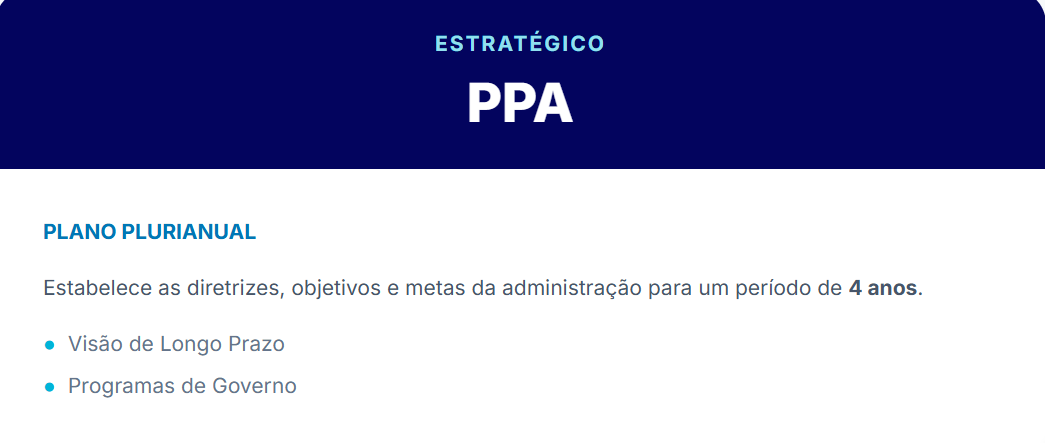 ESTRATÉGICO
PPA
PLANO PLURIANUAL
Estabelece as diretrizes, objetivos e metas da administração para um período de 4 anos.
Visão de Longo Prazo
Programas de Governo